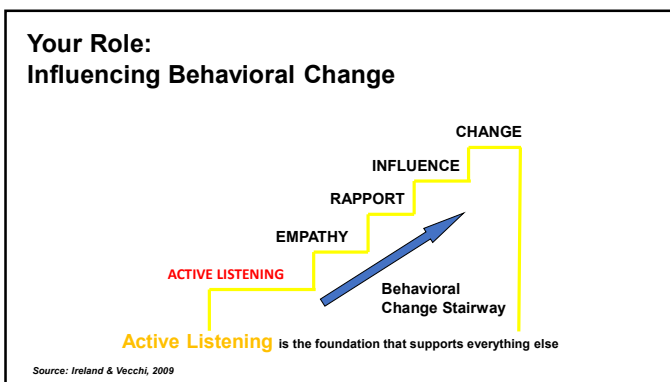 Your Role:
Influencing Behavioral Change
CHANGE
INFLUENCE
RAPPORT
EMPATHY
ACTIVE LISTENING
Behavioral
Change Stairway
Active Listening is the foundation that supports everything else
Source: Ireland & Vecchi, 2009